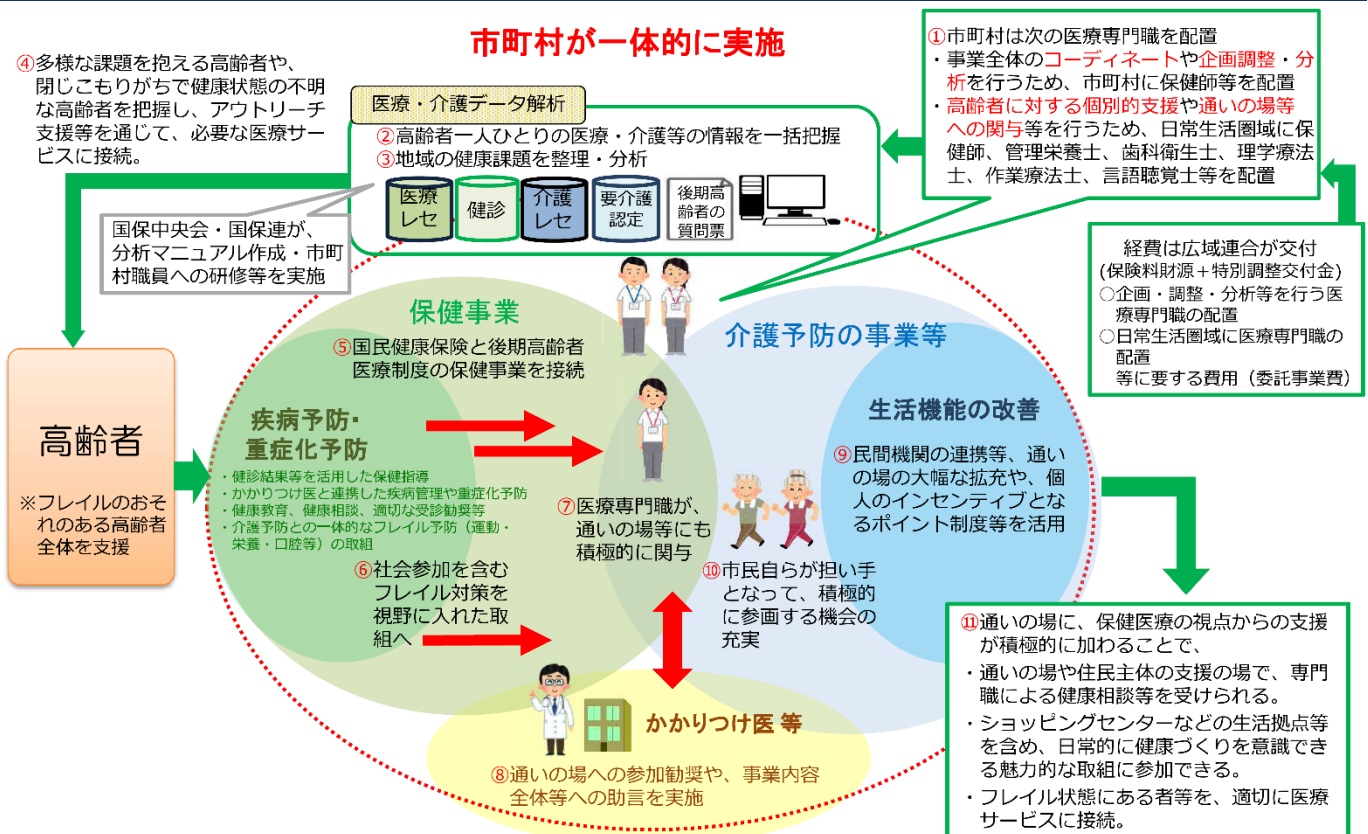 市町村が一体的に実施
①市町村は次の医療専門職を配置
・事業全体のコーディネートや企画調整・分
析を行うため、市町村に保健師等を配置
・高齢者に対する個別的支援や通いの場等
への関与等を行うため、日常生活圏域に保
健師、管理栄養士、歯科衛生士、理学療法
士、作業療法士、言語聴覚士等を配置
④多様な課題を抱える高齢者や、
閉じこもりがちで健康状態の不明
な高齢者を把握し、アウトリーチ
支援等を通じて、必要な医療サー
ビスに接続。
医療・介護データ解析
②高齢者一人ひとりの医療・介護等の情報を一括把握
③地域の健康課題を整理・分析
医療
レセ
健診
介護
レセ
要介護
認定
後期高
齢者の
質問票
国保中央会・国保連が、
分析マニュアル作成・市町
村職員への研修等を実施
経費は広域連合が交付
(保険料財源＋特別調整交付金)
○企画・調整・分析等を行う医
療専門職の配置
○日常生活圏域に医療専門職の
配置
等に要する費用（委託事業費）
保健事業
⑤国民健康保険と後期高齢者
医療制度の保健事業を接続
介護予防の事業等
高齢者
※フレイルのおそ
れのある高齢者
全体を支援
疾病予防・
重症化予防
・健診結果等を活用した保健指導
・かかりつけ医と連携した疾病管理や重症化予防
・健康教育、健康相談、適切な受診勧奨等
・介護予防との一体的なフレイル予防（運動・
栄養・口腔等）の取組
⑥社会参加を含む
フレイル対策を
視野に入れた取
組へ
⑦医療専門職が、
通いの場等にも
積極的に関与
生活機能の改善
⑨民間機関の連携等、通い
の場の大幅な拡充や、個
人のインセンティブとな
るポイント制度等を活用
⑩市民自らが担い手
となって、積極的
に参画する機会の
充実
かかりつけ医 等
⑧通いの場への参加勧奨や、事業内容
全体等への助言を実施
⑪通いの場に、保健医療の視点からの支援
が積極的に加わることで、
・通いの場や住民主体の支援の場で、専門
職による健康相談等を受けられる。
・ショッピングセンターなどの生活拠点等
を含め、日常的に健康づくりを意識でき
る魅力的な取組に参加できる。
・フレイル状態にある者等を、適切に医療
サービスに接続。